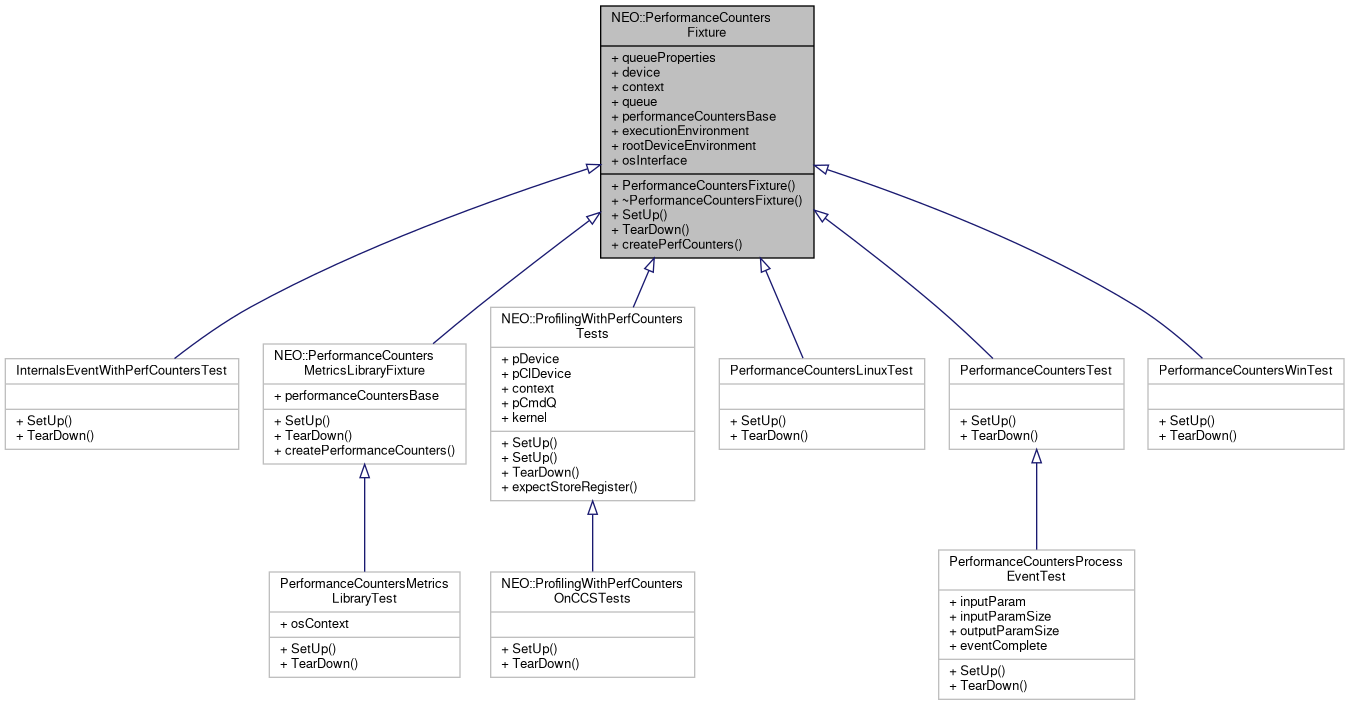 NEO::PerformanceCounters
Fixture
+ queueProperties
+ device
+ context
+ queue
+ performanceCountersBase
+ executionEnvironment
+ rootDeviceEnvironment
+ osInterface
+ PerformanceCountersFixture()
+ ~PerformanceCountersFixture()
+ SetUp()
+ TearDown()
+ createPerfCounters()
InternalsEventWithPerfCountersTest
+ SetUp()
+ TearDown()
NEO::PerformanceCounters
MetricsLibraryFixture
+ performanceCountersBase
+ SetUp()
+ TearDown()
+ createPerformanceCounters()
NEO::ProfilingWithPerfCounters
Tests
+ pDevice
+ pClDevice
+ context
+ pCmdQ
+ kernel
+ SetUp()
+ SetUp()
+ TearDown()
+ expectStoreRegister()
PerformanceCountersLinuxTest
+ SetUp()
+ TearDown()
PerformanceCountersTest
+ SetUp()
+ TearDown()
PerformanceCountersWinTest
+ SetUp()
+ TearDown()
PerformanceCountersMetrics
LibraryTest
+ osContext
+ SetUp()
+ TearDown()
NEO::ProfilingWithPerfCounters
OnCCSTests
+ SetUp()
+ TearDown()
PerformanceCountersProcess
EventTest
+ inputParam
+ inputParamSize
+ outputParamSize
+ eventComplete
+ SetUp()
+ TearDown()